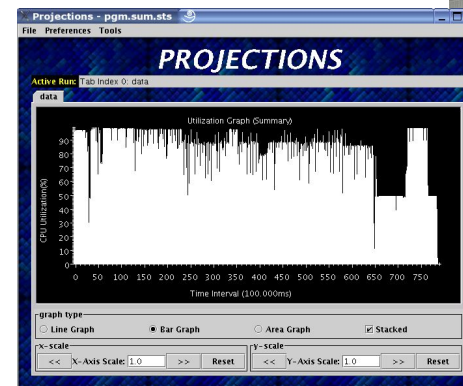 Projections - pgm.sum.sts
File Preferences Tools
PROJECTIONS
Active Run: Tab Index 0: data
data
Utilization Graph (Summary)
CPU Utilization(%)
90
80
70
60
50
40
30
20
10
0
0 50 100 150 200 250 300 350 400 450 500 550 600 650 700 750
Time Interval (100.000ms)
graph type
Line Graph Bar Graph Area Graph Stacked
x-scale y-scale
<< X-Axis Scale: 1.0 >> Reset << Y-Axis Scale: 1.0 >> Reset